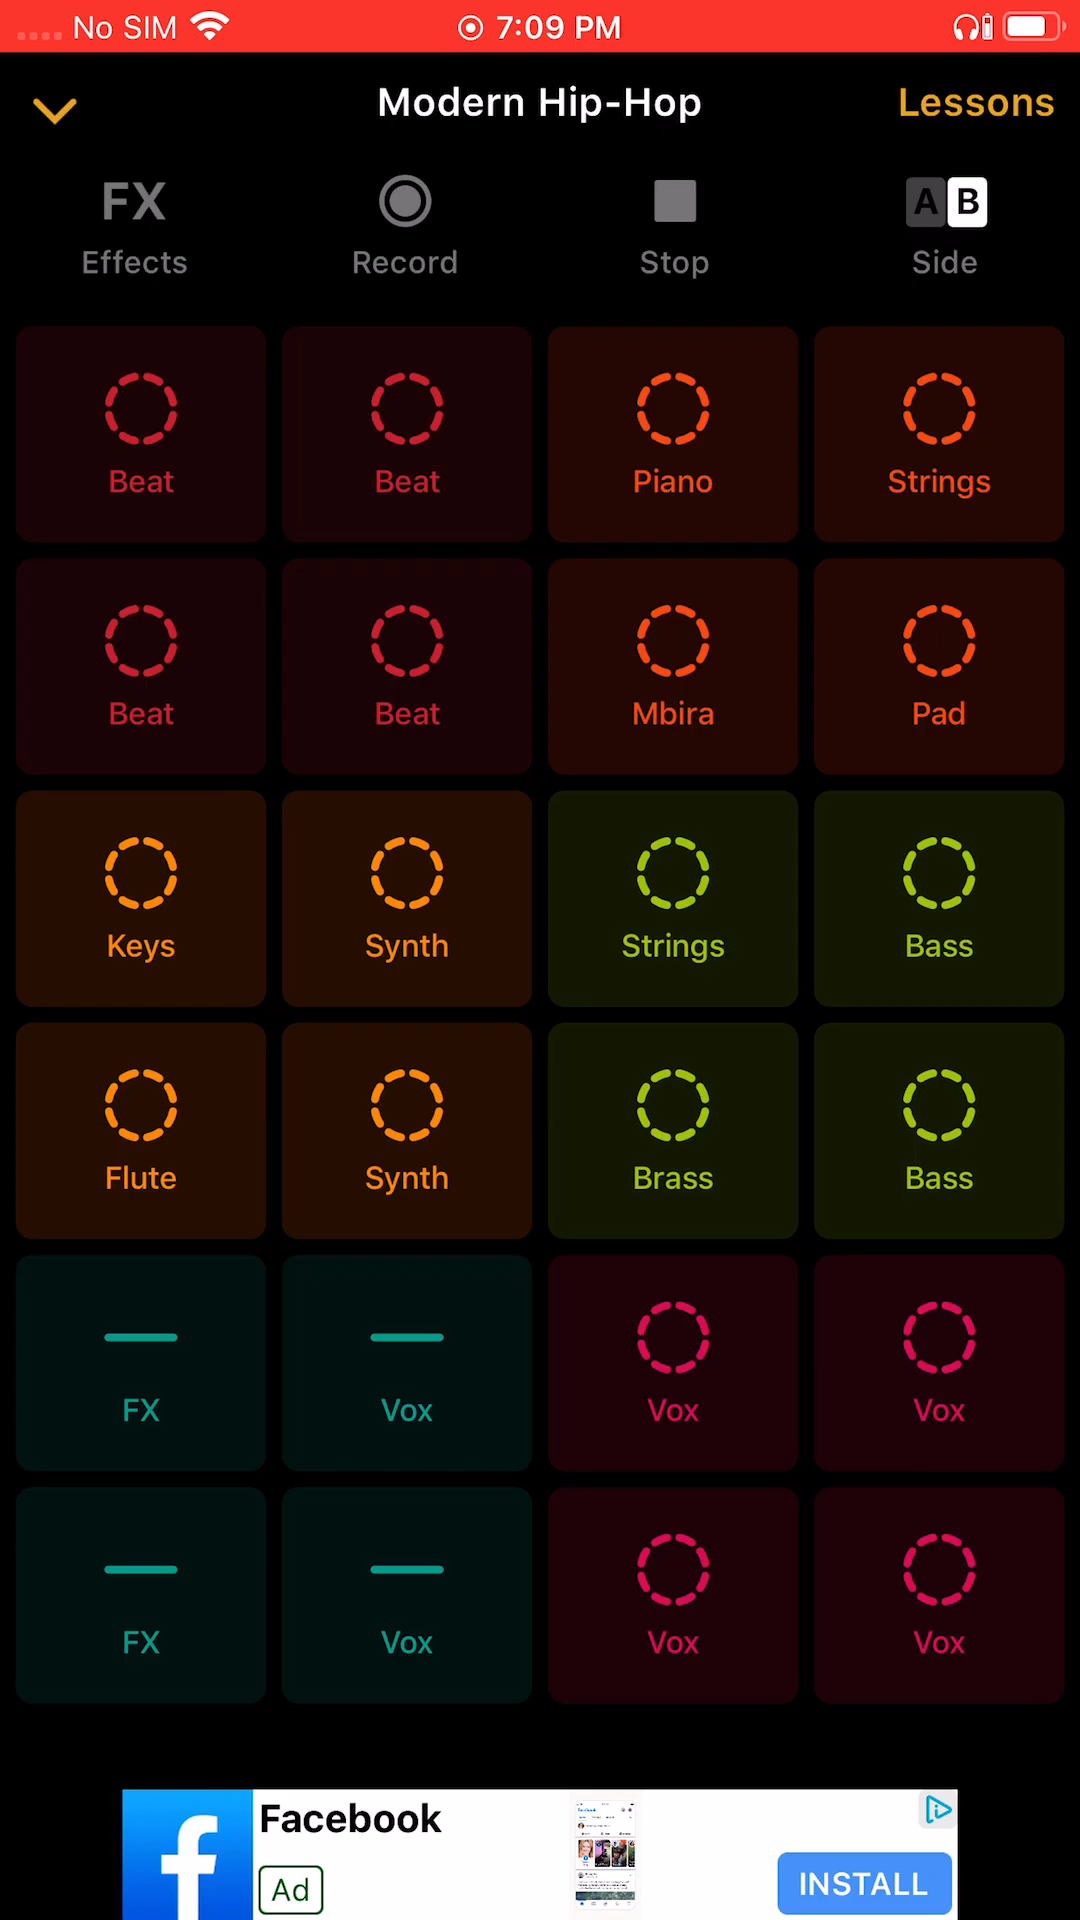 No SIM 7:09 PM
Modern Hip-Hop Lessons
FX A B
Effects Record Stop Side
Beat Beat Piano Strings
Beat Beat Mbira Pad
Keys Synth Strings Bass
Flute Synth Brass Bass
FX Vox Vox Vox
FX Vox Vox Vox
Facebook
Ad INSTALL